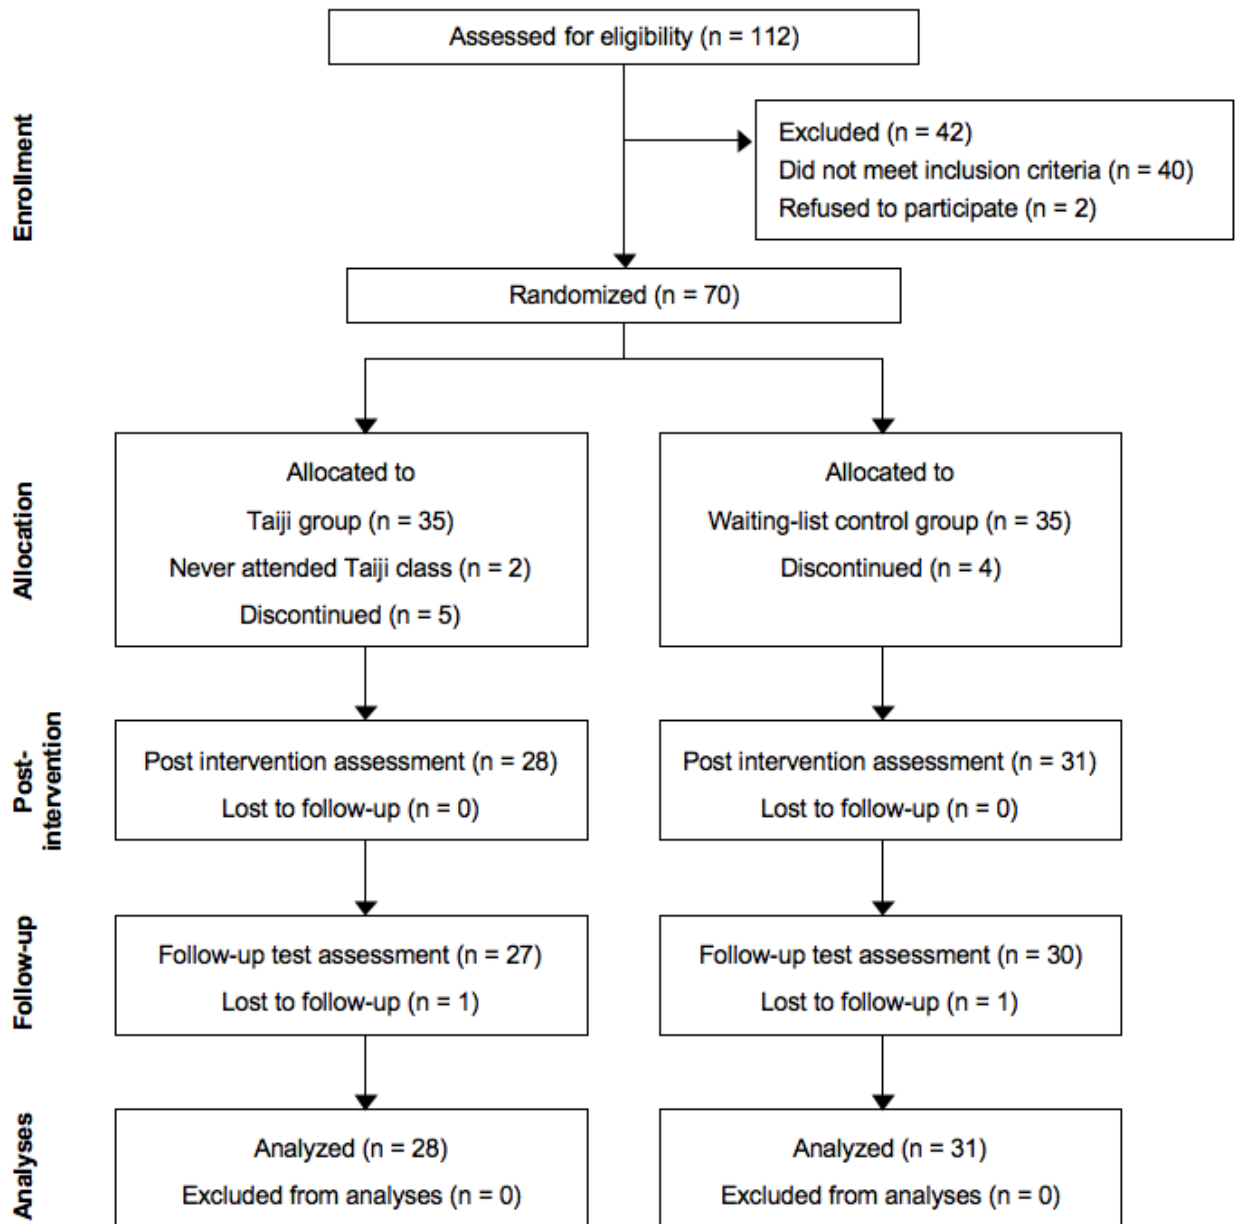 Assessed for eligibility (n = 112)
Enrollment
Excluded (n = 42)
Did not meet inclusion criteria (n = 40)
Refused to participate (n = 2)
Randomized (n = 70)
Allocation
Allocated to
Taiji group (n = 35)
Never attended Taiji class (n = 2)
Discontinued (n = 5)
Allocated to
Waiting-list control group (n = 35)
Discontinued (n = 4)
Post-
intervention
Post intervention assessment (n = 28)
Lost to follow-up (n = 0)
Post intervention assessment (n = 31)
Lost to follow-up (n = 0)
Follow-up
Follow-up test assessment (n = 27)
Lost to follow-up (n = 1)
Follow-up test assessment (n = 30)
Lost to follow-up (n = 1)
Analyses
Analyzed (n = 28)
Excluded from analyses (n = 0)
Analyzed (n = 31)
Excluded from analyses (n = 0)